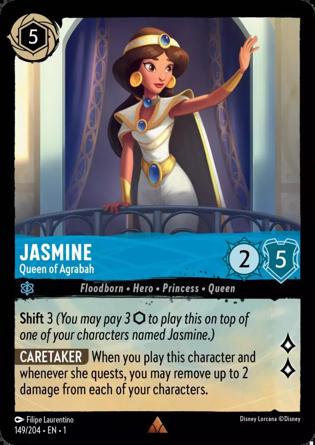 5
JASMINE
Queen of Agrabah
2
5
Floodborn • Hero • Princess • Queen
Shift 3 (You may pay 3 to play this on top
of one of your characters named Jasmine.)
CARETAKER When you play this character and
whenever she quests, you may remove up to 2
damage from each of your characters.
Filipe Laurentino
149/204 • EN • 1
Disney Lorcana ©Disney